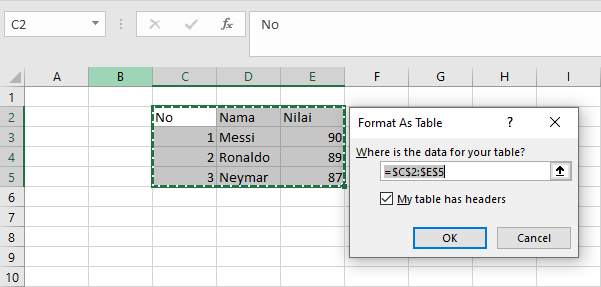 C2 fx No
A B C D E F G H I
1
2 No Nama Nilai
3 1 Messi 90
4 2 Ronaldo 89
5 3 Neymar 87
6
7
8
9
10
Format As Table ? ×
Where is the data for your table?
=$C$2:$E$5
My table has headers
OK Cancel